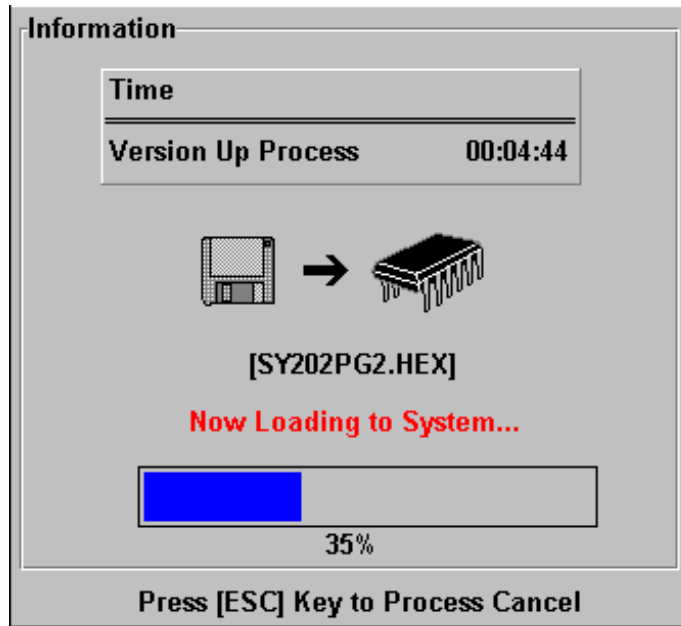 Information
Time
Version Up Process 00:04:44
[SY202PG2.HEX]
Now Loading to System...
35%
Press [ESC] Key to Process Cancel